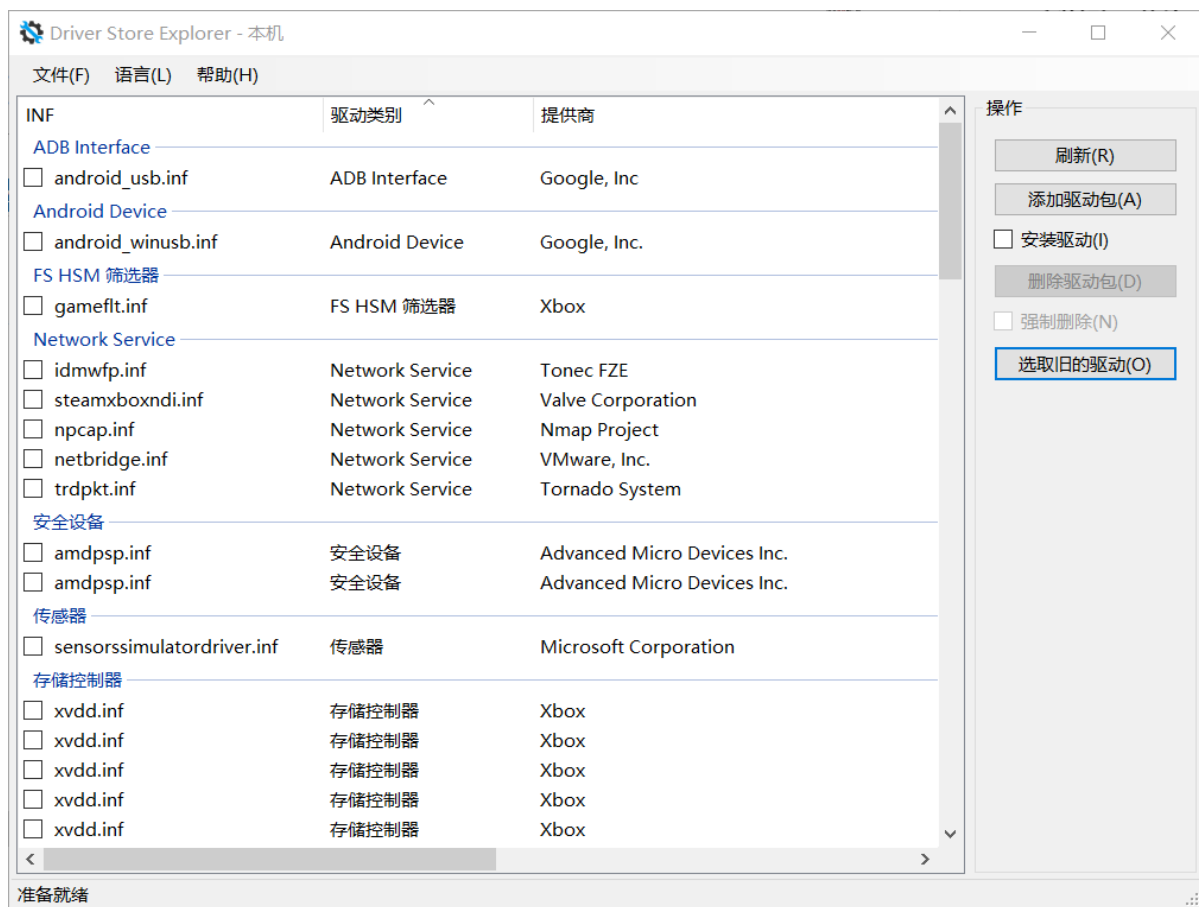 Driver Store Explorer - 本机
文件(F) 语言(L) 帮助(H)
INF 驱动类别 提供商
ADB Interface
android_usb.inf ADB Interface Google, Inc
Android Device
android_winusb.inf Android Device Google, Inc.
FS HSM 筛选器
gameflt.inf FS HSM 筛选器 Xbox
Network Service
idmwfp.inf Network Service Tonec FZE
steamxboxndi.inf Network Service Valve Corporation
npcap.inf Network Service Nmap Project
netbridge.inf Network Service VMware, Inc.
trdpkt.inf Network Service Tornado System
安全设备
amdpsp.inf 安全设备 Advanced Micro Devices Inc.
amdpsp.inf 安全设备 Advanced Micro Devices Inc.
传感器
sensorssimulatordriver.inf 传感器 Microsoft Corporation
存储控制器
xvdd.inf 存储控制器 Xbox
xvdd.inf 存储控制器 Xbox
xvdd.inf 存储控制器 Xbox
xvdd.inf 存储控制器 Xbox
xvdd.inf 存储控制器 Xbox
操作
刷新(R)
添加驱动包(A)
安装驱动(I)
删除驱动包(D)
强制删除(N)
选取旧的驱动(O)
准备就绪